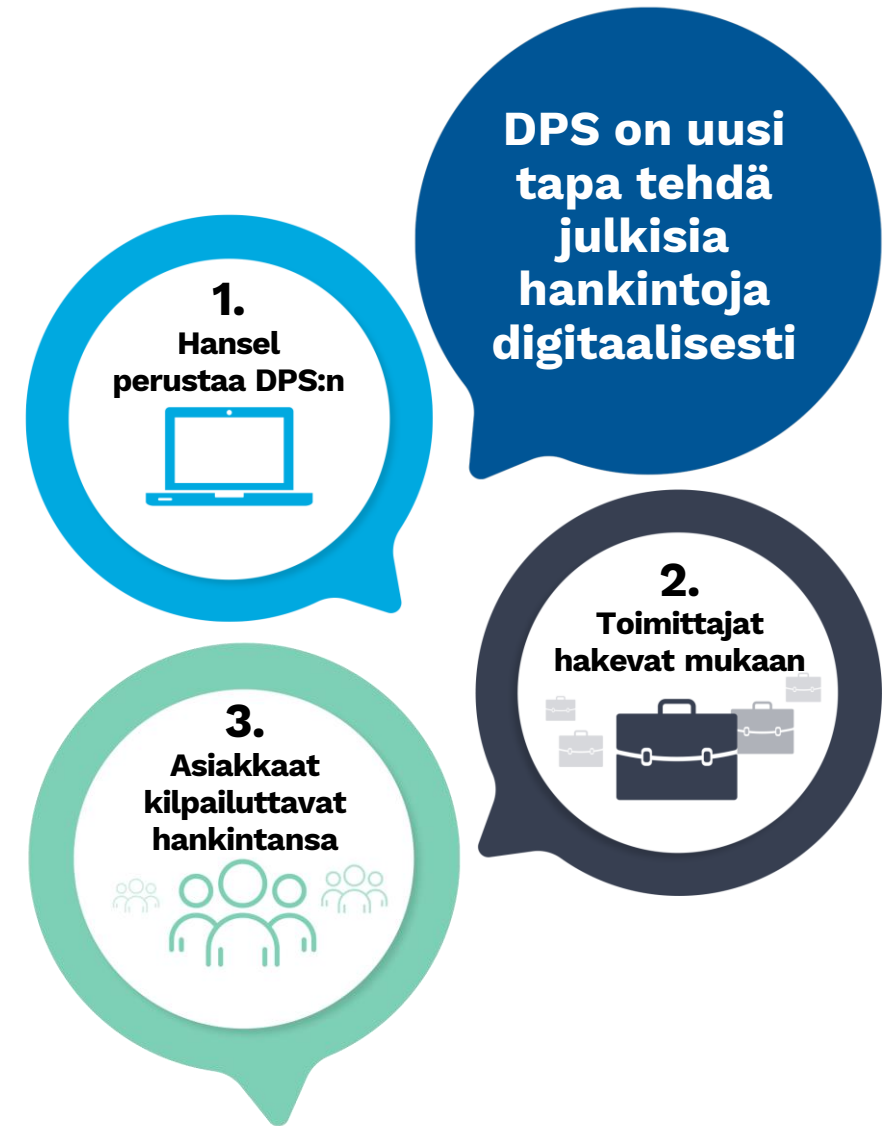 DPS on uusi
tapa tehdä
julkisia
hankintoja
digitaalisesti
1.
Hansel
perustaa DPS:n
2.
Toimittajat
hakevat mukaan
3.
Asiakkaat
kilpailuttavat
hankintansa